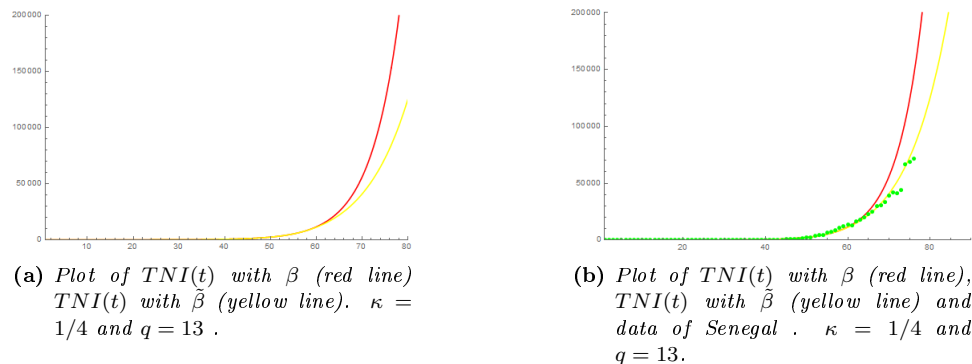 200000
150000
100000
50000
0
10 20 30 40 50 60 70 80
(a) Plot of TNI(t) with β (red line)
TNI(t) with β̃ (yellow line). κ =
1/4 and q = 13 .
200000
150000
100000
50000
0
20 40 60 80
(b) Plot of TNI(t) with β (red line),
TNI(t) with β̃ (yellow line) and
data of Senegal . κ = 1/4 and
q = 13.